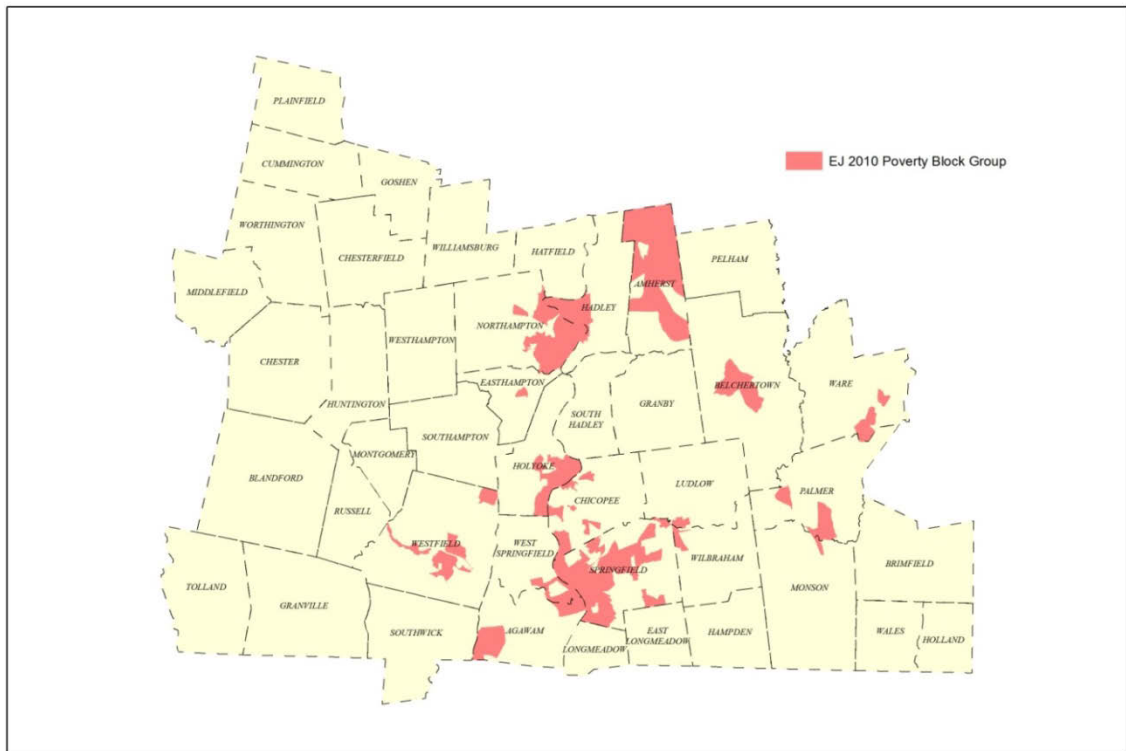 PLAINFIELD
CUMMINGTON
GOSHEN
EJ 2010 Poverty Block Group
WORTHINGTON
CHESTERFIELD
WILLIAMSBURG
HATFIELD
PELHAM
MIDDLEFIELD
AMHERST
HADLEY
NORTHAMPTON
WESTHAMPTON
CHESTER
EASTHAMPTON
BELCHERTOWN
WARE
HUNTINGTON
SOUTH
HADLEY
GRANBY
SOUTHAMPTON
MONTGOMERY
HOLYOKE
BLANDFORD
LUDLOW
CHICOPEE
PALMER
RUSSELL
WESTFIELD
WEST
SPRINGFIELD
SPRINGFIELD
WILBRAHAM
BRIMFIELD
TOLLAND
MONSON
GRANVILLE
SOUTHWICK
AGAWAM
LONGMEADOW
EAST
LONGMEADOW
HAMPDEN
WALES
HOLLAND